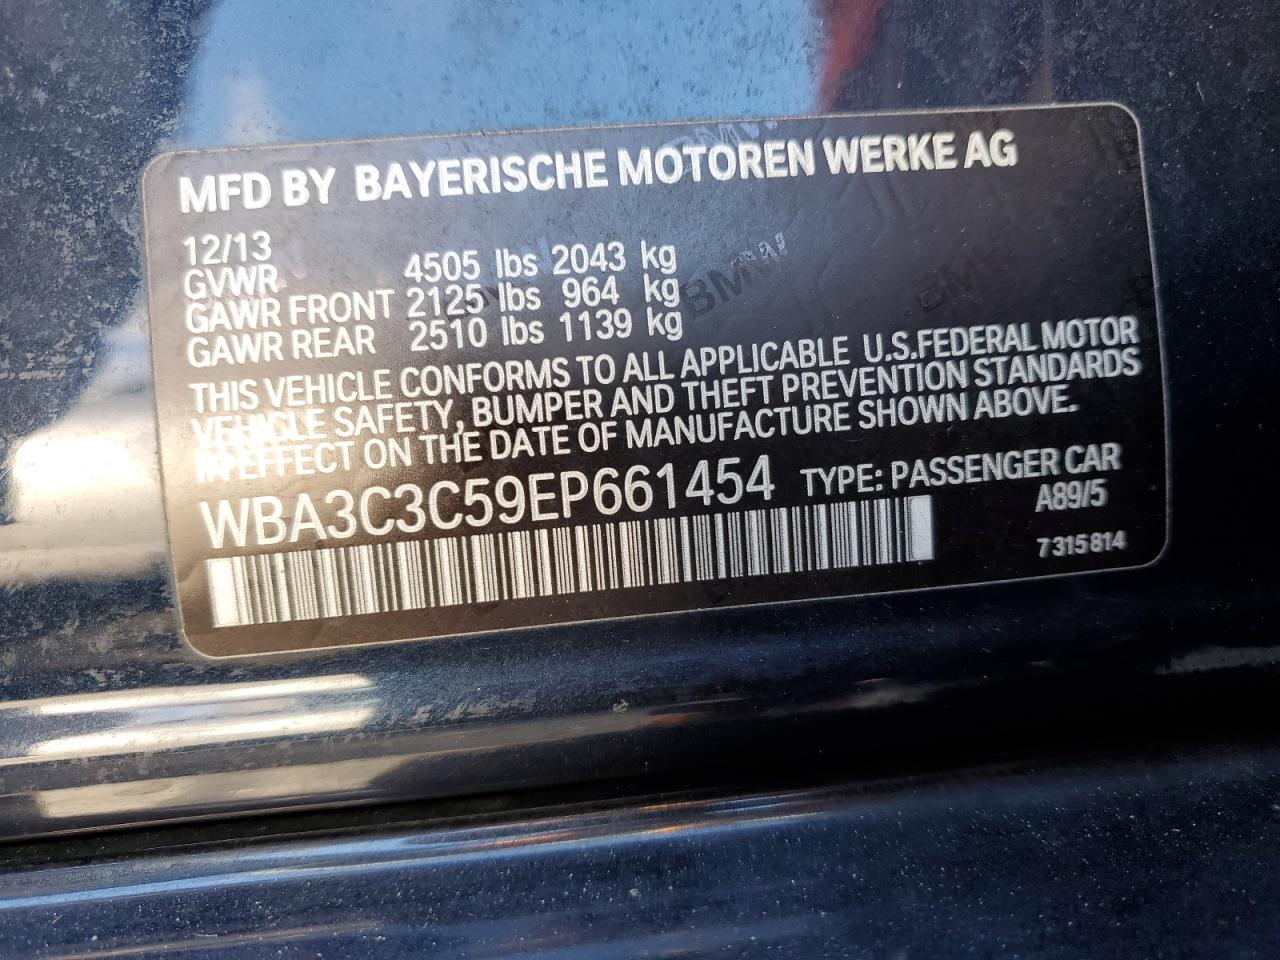 MFD BY BAYERISCHE MOTOREN WERKE AG
12/13
GVWR 4505 lbs 2043 kg
GAWR FRONT 2125 lbs 964 kg
GAWR REAR 2510 lbs 1139 kg
THIS VEHICLE CONFORMS TO ALL APPLICABLE U.S.FEDERAL MOTOR
VEHICLE SAFETY, BUMPER AND THEFT PREVENTION STANDARDS
IN EFFECT ON THE DATE OF MANUFACTURE SHOWN ABOVE.
WBA3C3C59EP661454 TYPE: PASSENGER CAR
A89/5
7 315 814
BMW
BMW
BMW